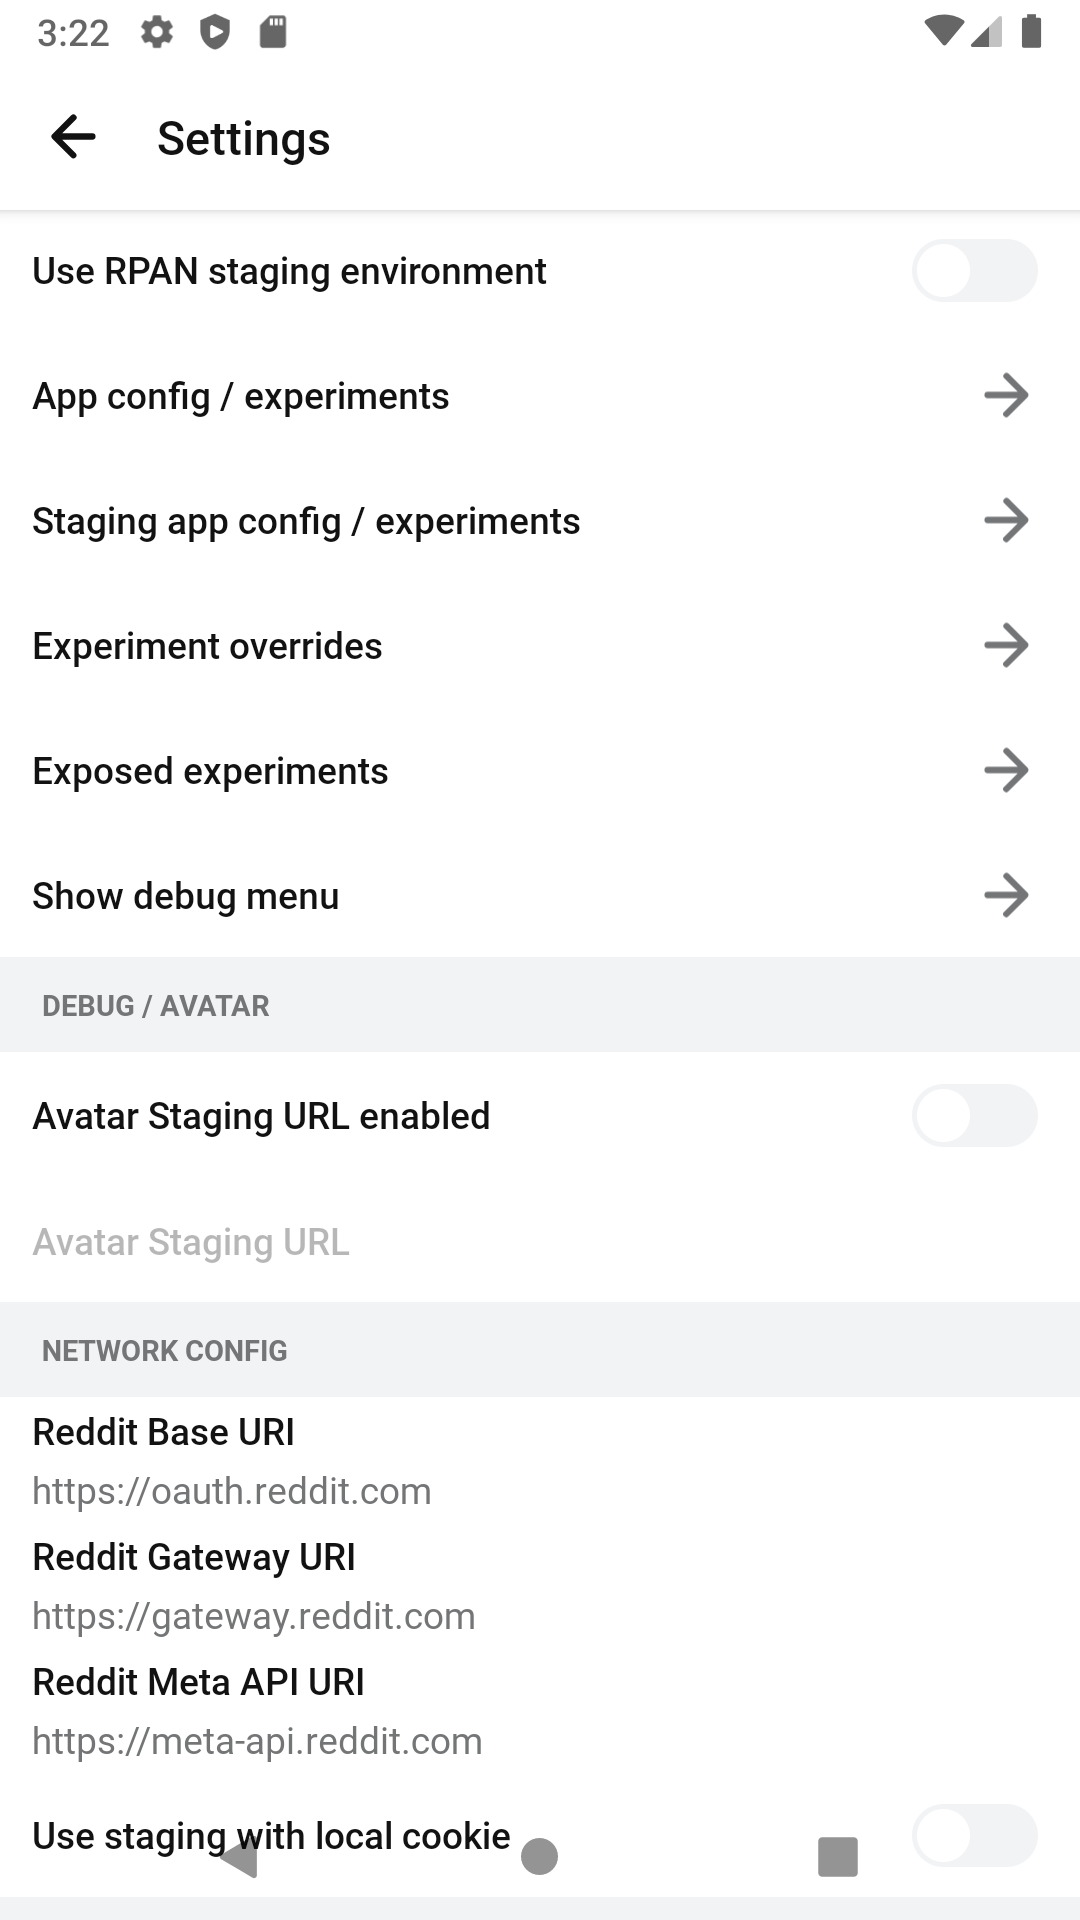 3:22
Settings
Use RPAN staging environment
App config / experiments
Staging app config / experiments
Experiment overrides
Exposed experiments
Show debug menu
DEBUG / AVATAR
Avatar Staging URL enabled
Avatar Staging URL
NETWORK CONFIG
Reddit Base URI
https://oauth.reddit.com
Reddit Gateway URI
https://gateway.reddit.com
Reddit Meta API URI
https://meta-api.reddit.com
Use staging with local cookie